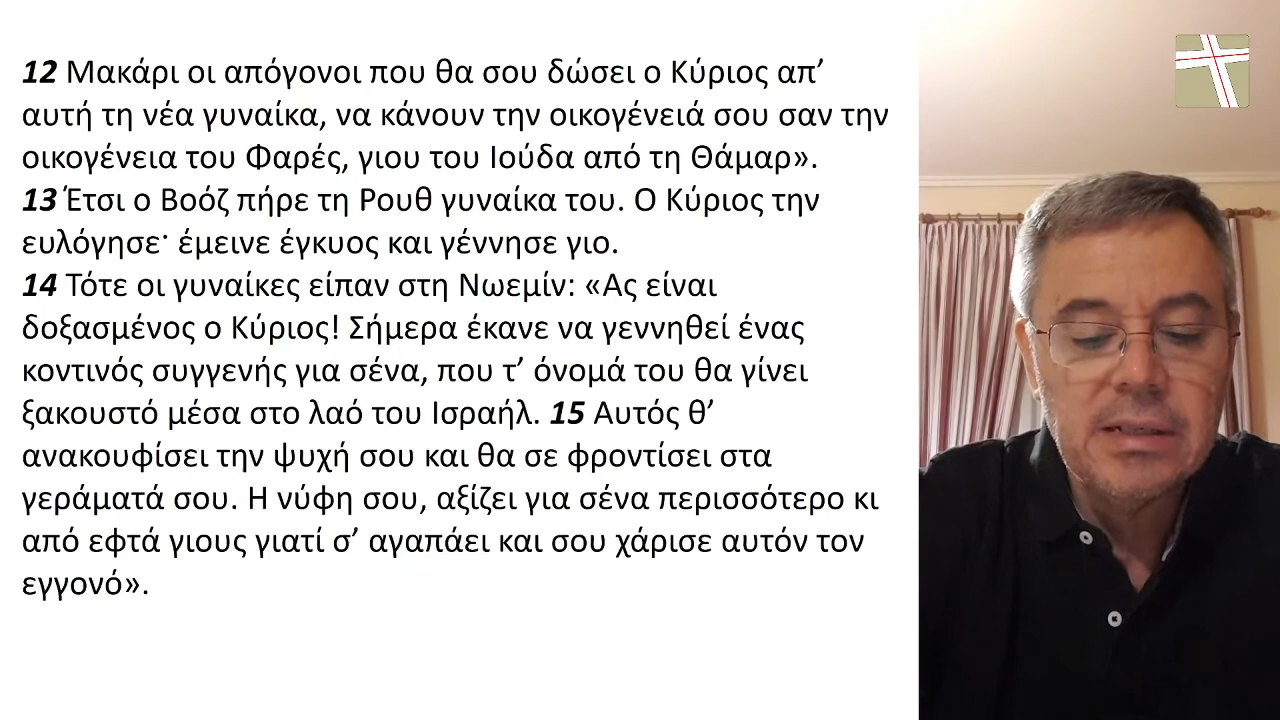 12 Μακάρι οι απόγονοι που θα σου δώσει ο Κύριος απ’
αυτή τη νέα γυναίκα, να κάνουν την οικογένειά σου σαν την
οικογένεια του Φαρές, γιου του Ιούδα από τη Θάμαρ».
13 Έτσι ο Βοόζ πήρε τη Ρουθ γυναίκα του. Ο Κύριος την
ευλόγησε· έμεινε έγκυος και γέννησε γιο.
14 Τότε οι γυναίκες είπαν στη Νωεμίν: «Ας είναι
δοξασμένος ο Κύριος! Σήμερα έκανε να γεννηθεί ένας
κοντινός συγγενής για σένα, που τ’ όνομά του θα γίνει
ξακουστό μέσα στο λαό του Ισραήλ. 15 Αυτός θ’
ανακουφίσει την ψυχή σου και θα σε φροντίσει στα
γεράματά σου. Η νύφη σου, αξίζει για σένα περισσότερο κι
από εφτά γιους γιατί σ’ αγαπάει και σου χάρισε αυτόν τον
εγγονό».